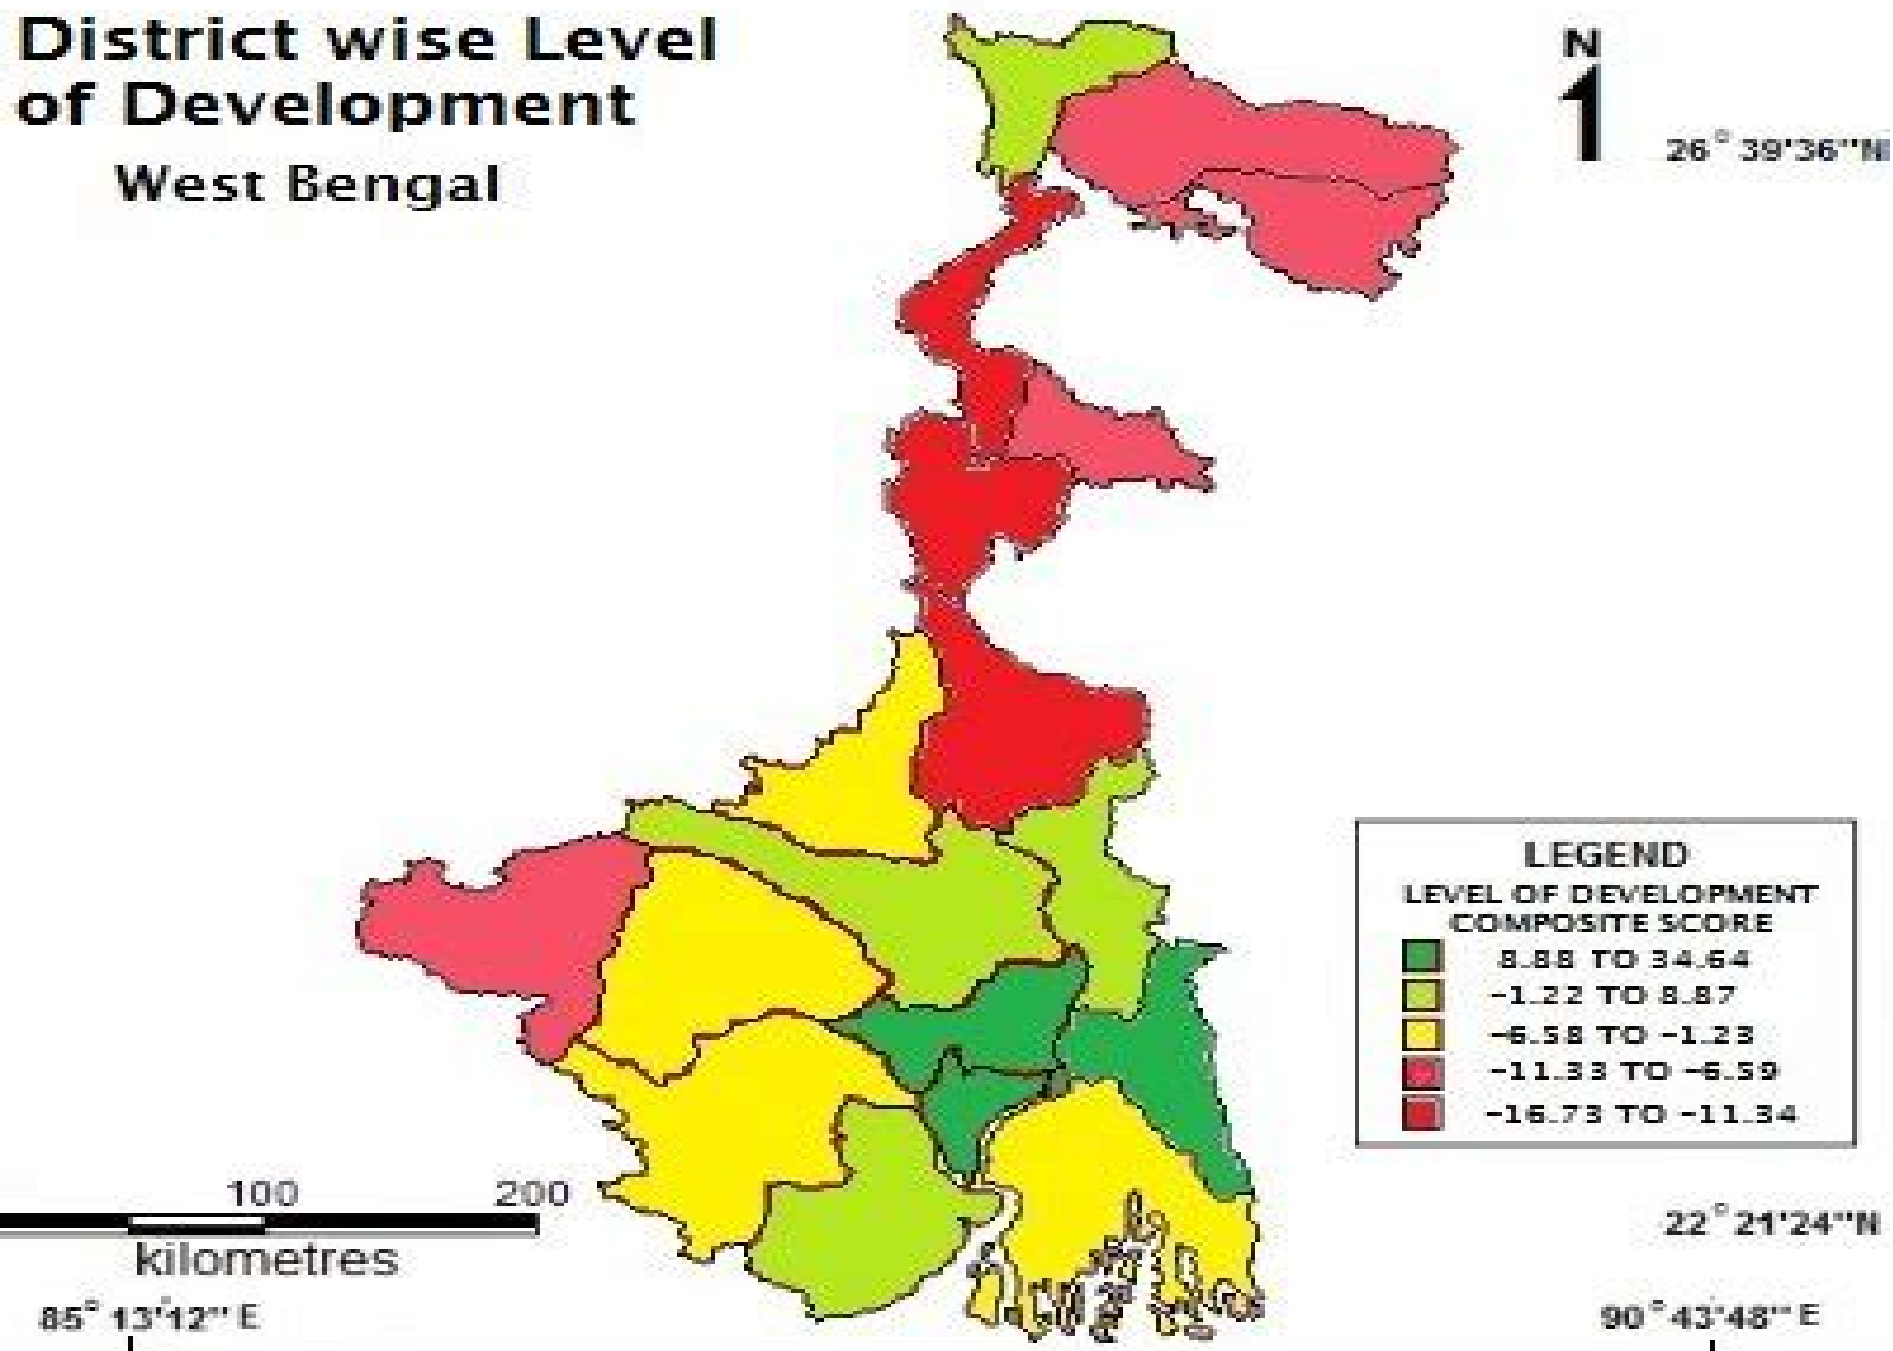 District wise Level
of Development
West Bengal
N
26° 39'36"N
LEGEND
LEVEL OF DEVELOPMENT
COMPOSITE SCORE
8.88 TO 34.64
-1.22 TO 8.87
-6.58 TO -1.23
-11.33 TO -6.59
-16.73 TO -11.34
100 200
kilometres
22° 21'24"N
85° 13'12" E
90° 43'48" E